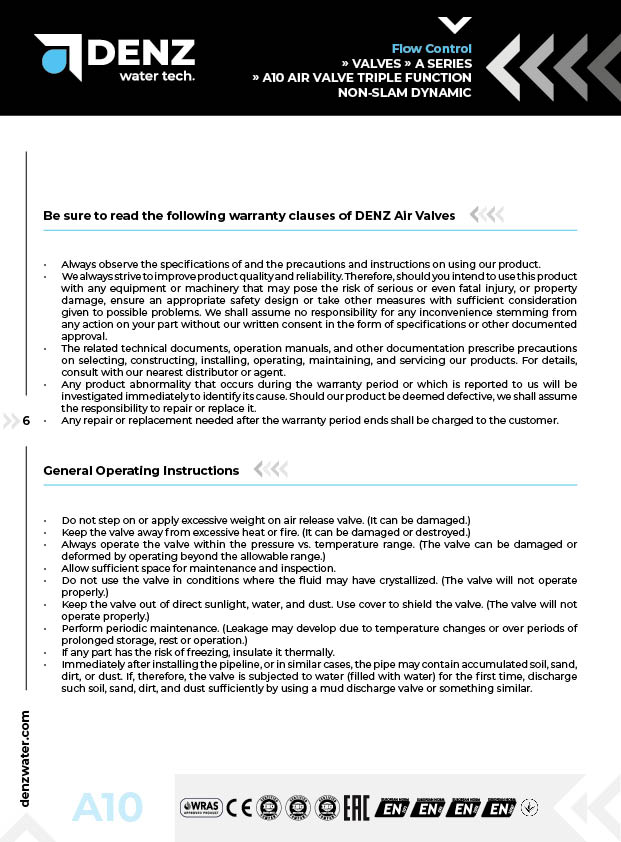 DENZ
water tech.
Flow Control
» VALVES » A SERIES
» A10 AIR VALVE TRIPLE FUNCTION
NON-SLAM DYNAMIC
Be sure to read the following warranty clauses of DENZ Air Valves
• Always observe the specifications of and the precautions and instructions on using our product.
• We always strive to improve product quality and reliability. Therefore, should you intend to use this product
with any equipment or machinery that may pose the risk of serious or even fatal injury, or property
damage, ensure an appropriate safety design or take other measures with sufficient consideration
given to possible problems. We shall assume no responsibility for any inconvenience stemming from
any action on your part without our written consent in the form of specifications or other documented
approval.
• The related technical documents, operation manuals, and other documentation prescribe precautions
on selecting, constructing, installing, operating, maintaining, and servicing our products. For details,
consult with our nearest distributor or agent.
• Any product abnormality that occurs during the warranty period or which is reported to us will be
investigated immediately to identify its cause. Should our product be deemed defective, we shall assume
the responsibility to repair or replace it.
• Any repair or replacement needed after the warranty period ends shall be charged to the customer.
6
General Operating Instructions
• Do not step on or apply excessive weight on air release valve. (It can be damaged.)
• Keep the valve away from excessive heat or fire. (It can be damaged or destroyed.)
• Always operate the valve within the pressure vs. temperature range. (The valve can be damaged or
deformed by operating beyond the allowable range.)
• Allow sufficient space for maintenance and inspection.
• Do not use the valve in conditions where the fluid may have crystallized. (The valve will not operate
properly.)
• Keep the valve out of direct sunlight, water, and dust. Use cover to shield the valve. (The valve will not
operate properly.)
• Perform periodic maintenance. (Leakage may develop due to temperature changes or over periods of
prolonged storage, rest or operation.)
• If any part has the risk of freezing, insulate it thermally.
• Immediately after installing the pipeline, or in similar cases, the pipe may contain accumulated soil, sand,
dirt, or dust. If, therefore, the valve is subjected to water (filled with water) for the first time, discharge
such soil, sand, dirt, and dust sufficiently by using a mud discharge valve or something similar.
denzwater.com
A10
WRAS
APPROVED PRODUCT
CE
EAC
EUROPEAN NORM
EN
EUROPEAN NORM
EN
EUROPEAN NORM
EN
EUROPEAN NORM
EN